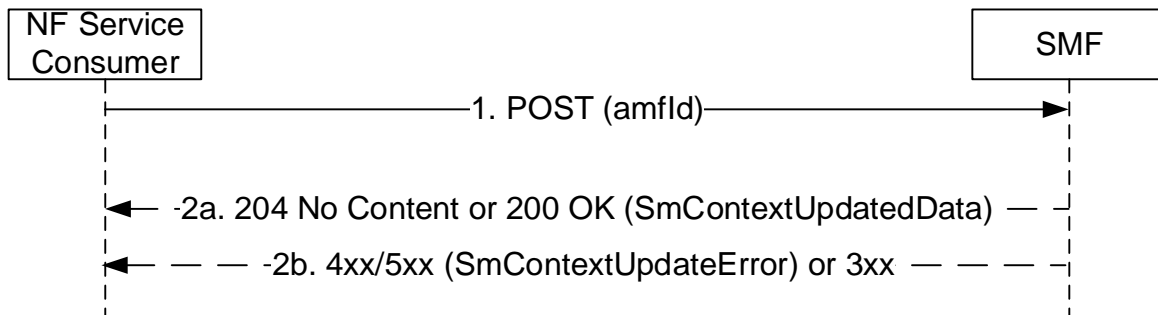 NF Service
Consumer
SMF
1. POST (amfId)
2a. 204 No Content or 200 OK (SmContextUpdatedData)
2b. 4xx/5xx (SmContextUpdateError) or 3xx